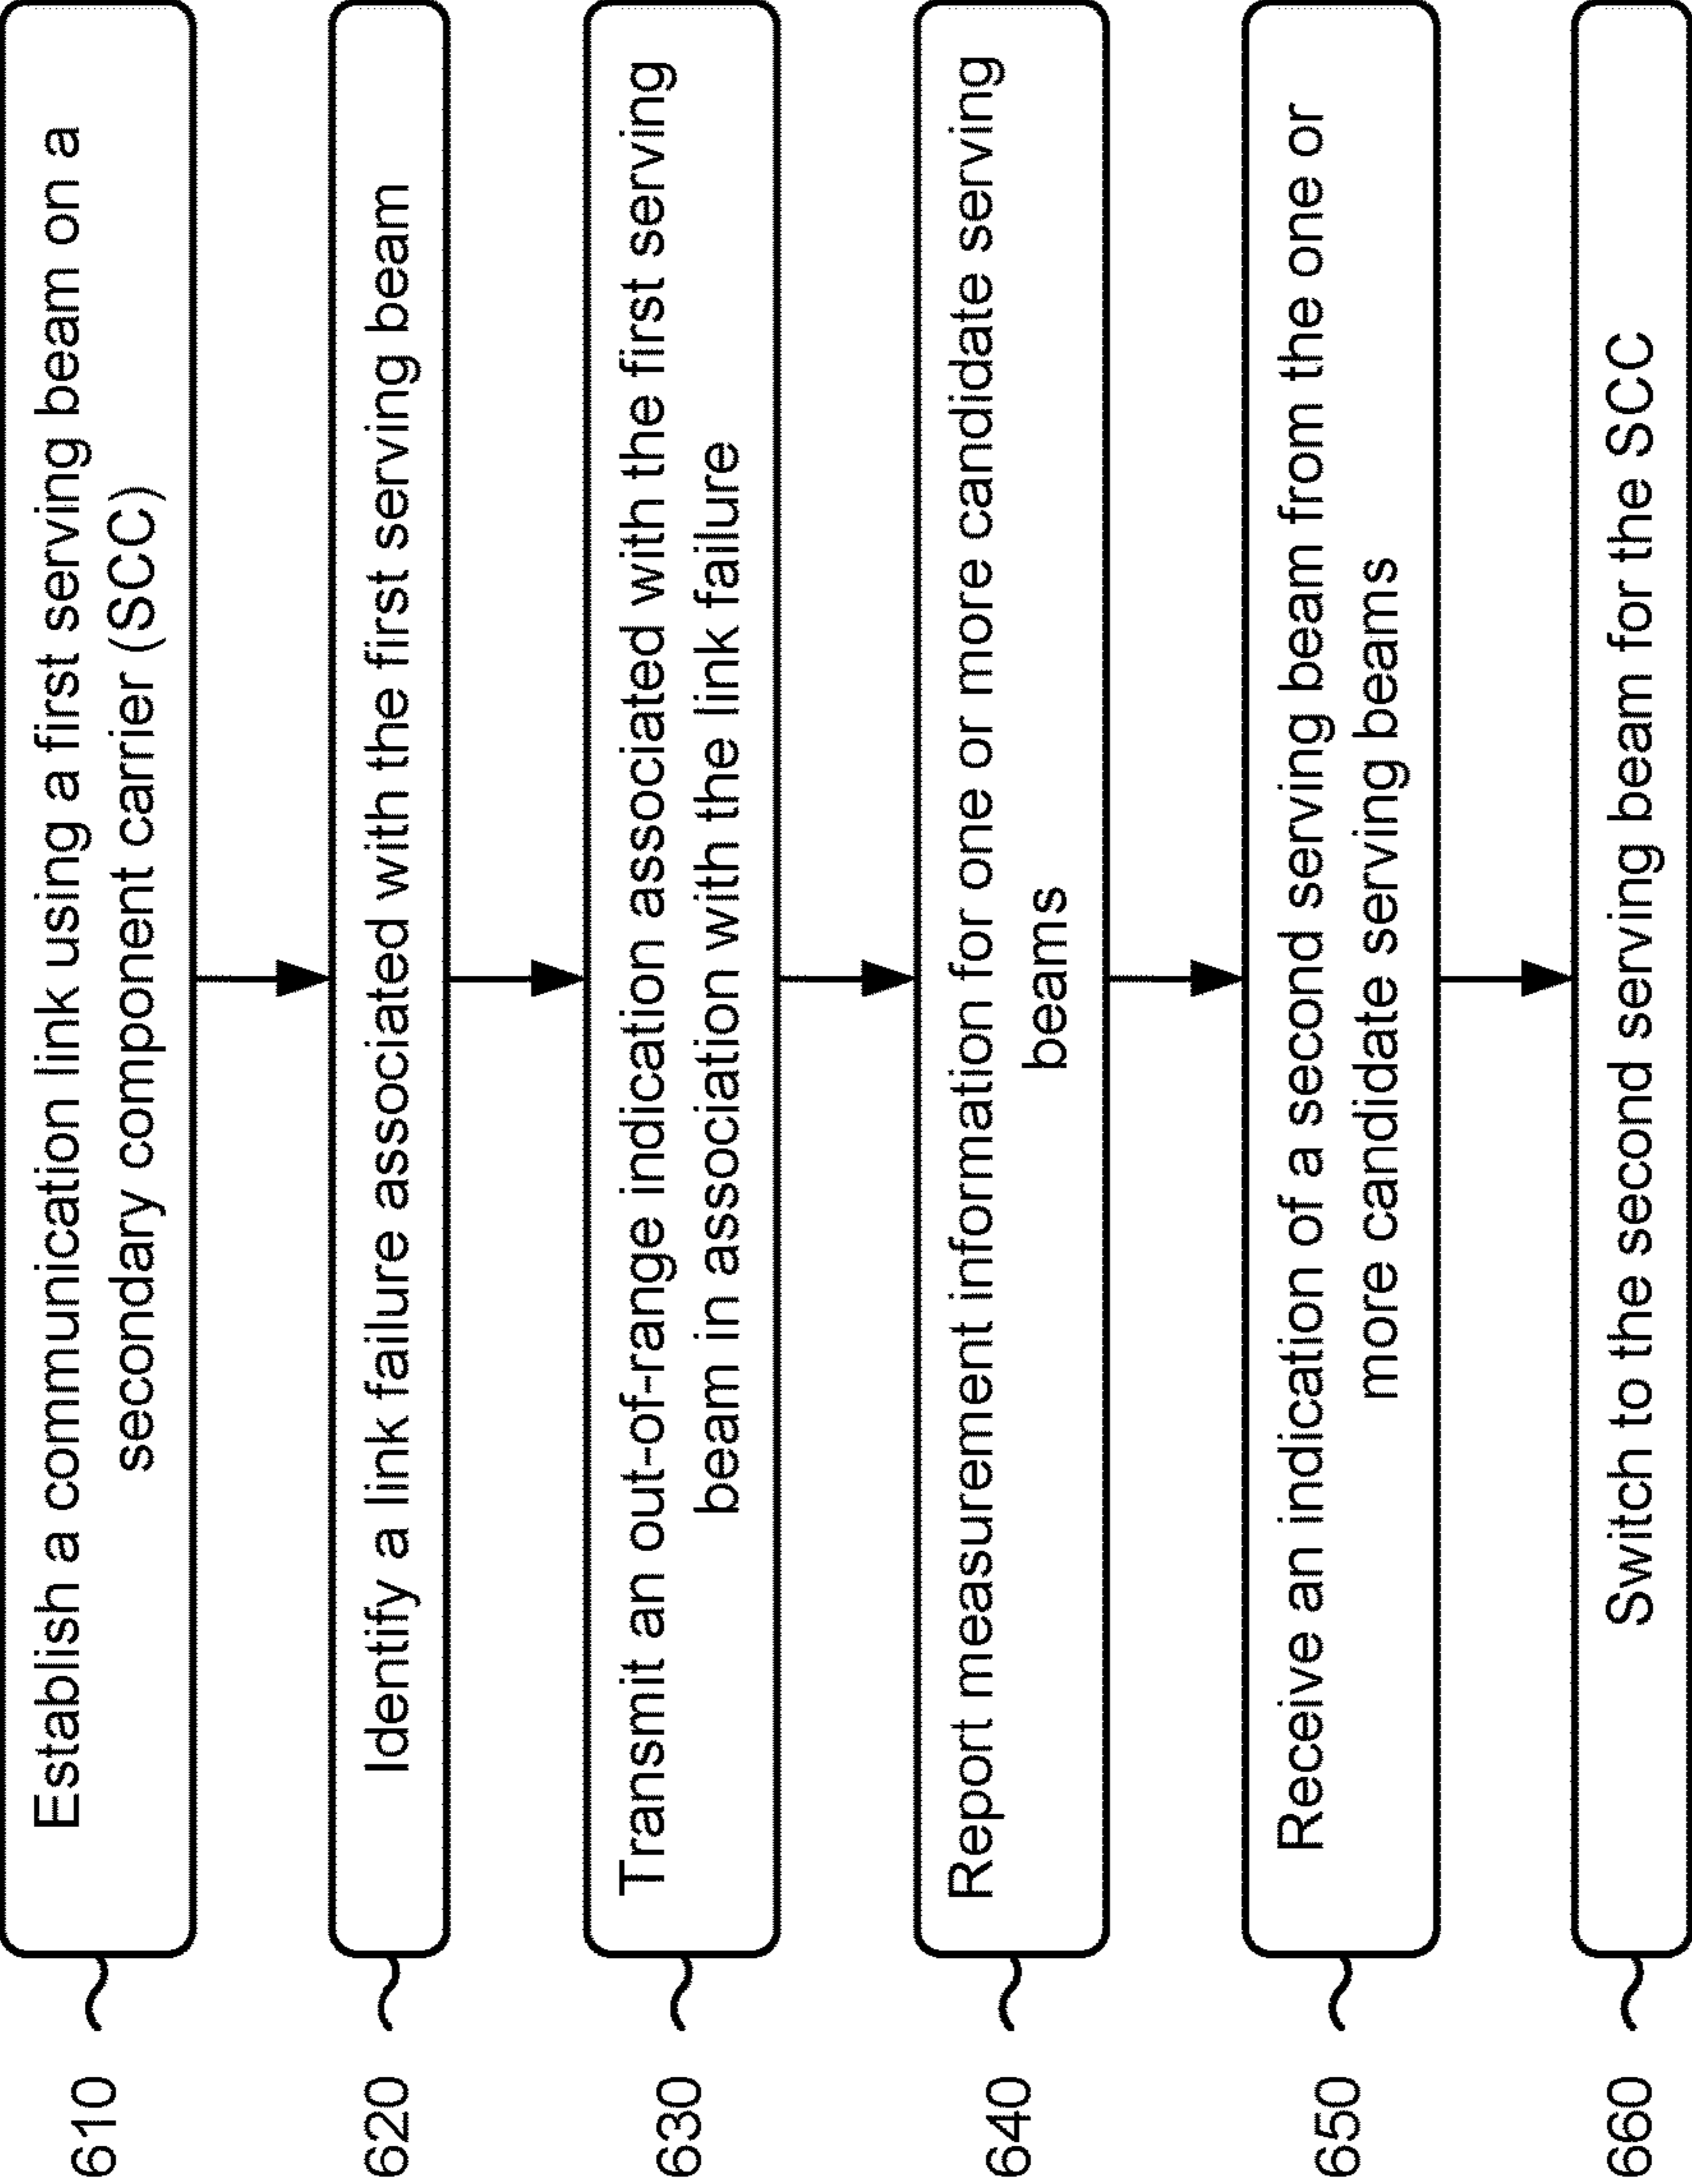 610
Establish a communication link using a first serving beam on a
secondary component carrier (SCC)
620
Identify a link failure associated with the first serving beam
630
Transmit an out-of-range indication associated with the first serving
beam in association with the link failure
640
Report measurement information for one or more candidate serving
beams
650
Receive an indication of a second serving beam from the one or
more candidate serving beams
660
Switch to the second serving beam for the SCC